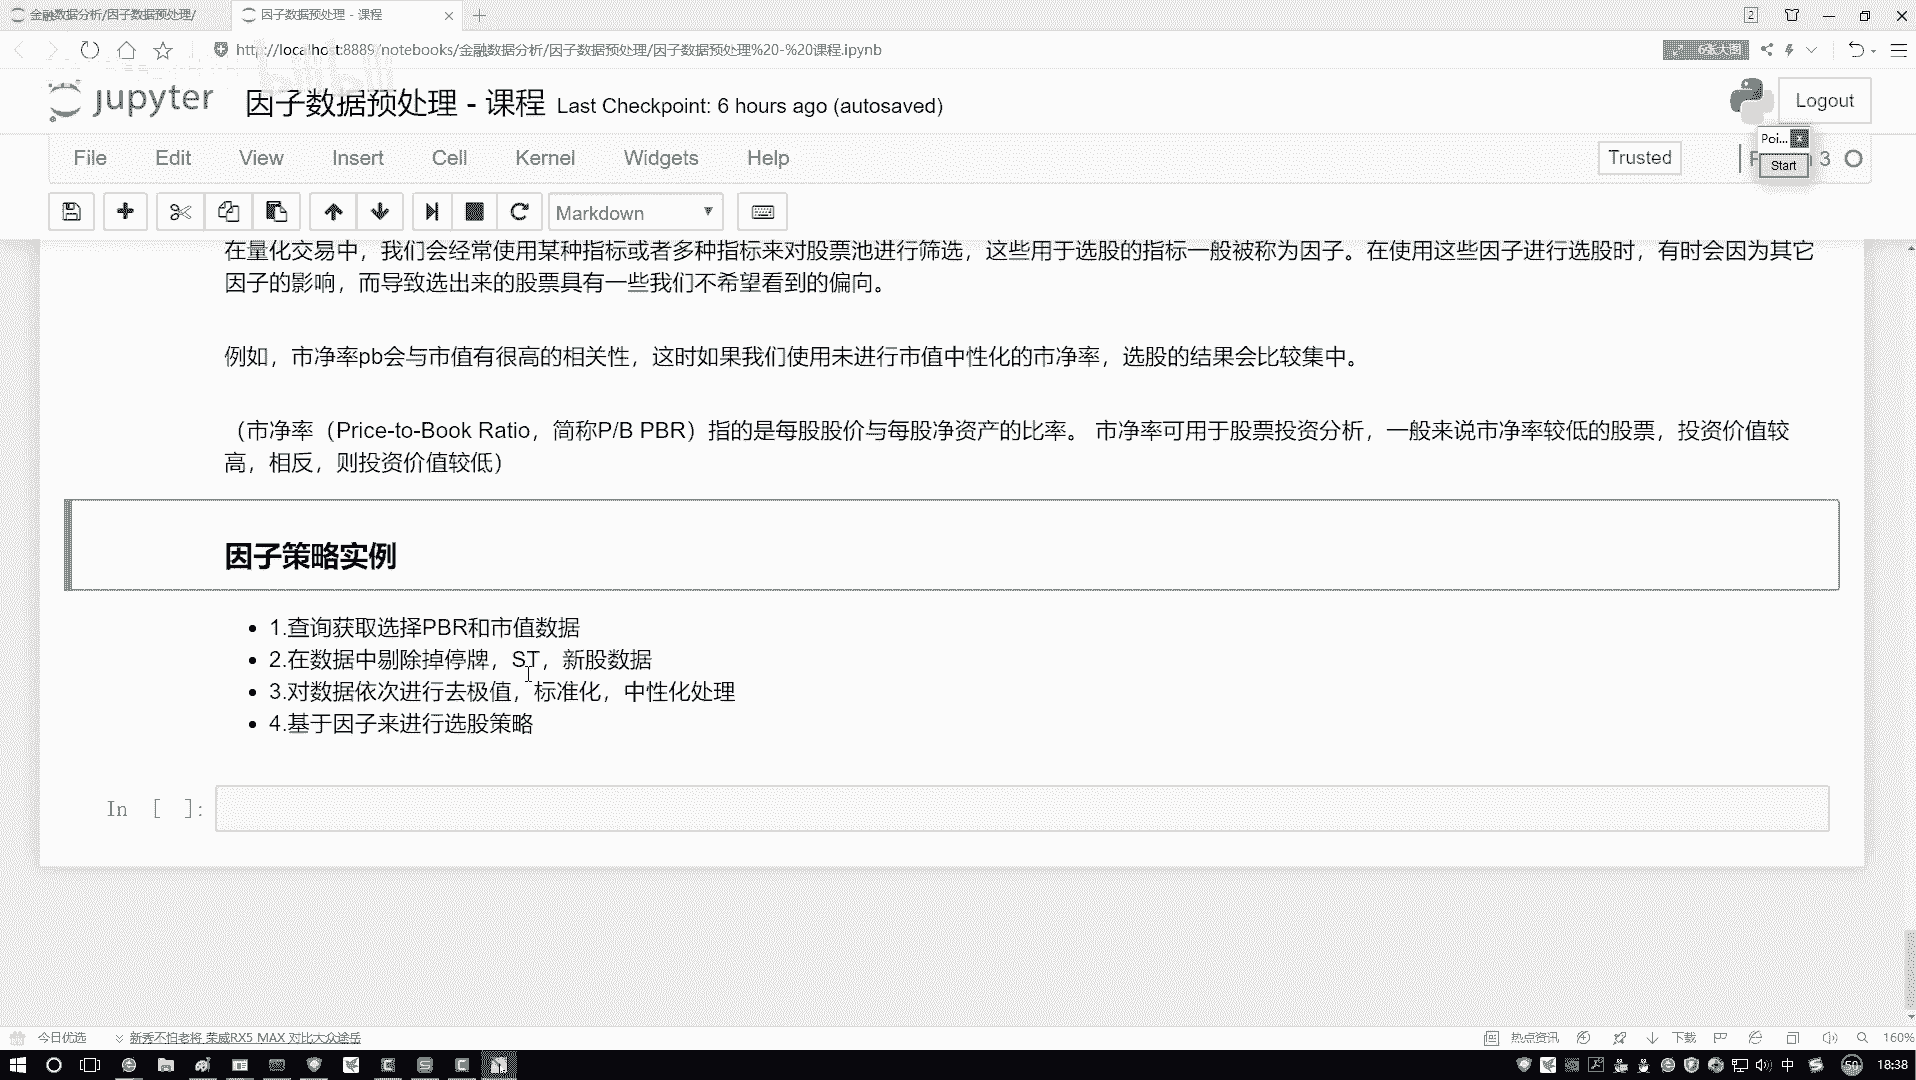 金融数据分析/因子数据预处理/
因子数据预处理 - 课程
2
http://localhost:8889/notebooks/金融数据分析/因子数据预处理/因子数据预处理%20-%20课程.ipynb
jupyter
因子数据预处理 - 课程 Last Checkpoint: 6 hours ago (autosaved)
Logout
Poi...
Start
File Edit View Insert Cell Kernel Widgets Help
Trusted
3
Markdown
在量化交易中，我们会经常使用某种指标或者多种指标来对股票池进行筛选，这些用于选股的指标一般被称为因子。在使用这些因子进行选股时，有时会因为其它
因子的影响，而导致选出来的股票具有一些我们不希望看到的偏向。
例如，市净率pb会与市值有很高的相关性，这时如果我们使用未进行市值中性化的市净率，选股的结果会比较集中。
（市净率（Price-to-Book Ratio，简称P/B PBR）指的是每股股价与每股净资产的比率。 市净率可用于股票投资分析，一般来说市净率较低的股票，投资价值较
高，相反，则投资价值较低）
因子策略实例
1.查询获取选择PBR和市值数据
2.在数据中剔除掉停牌，ST，新股数据
3.对数据依次进行去极值，标准化，中性化处理
4.基于因子来进行选股策略
In [ ]:
今日优选
新秀不怕老将 荣威RX5 MAX 对比大众途岳
热点资讯
下载
160%
中
50
18:38